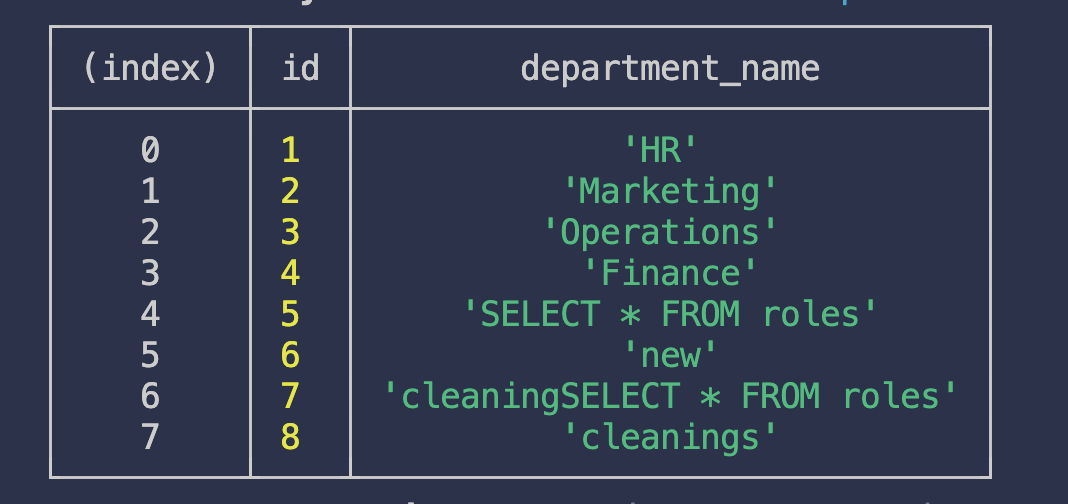 (index) id department_name
0 1 'HR'
1 2 'Marketing'
2 3 'Operations'
3 4 'Finance'
4 5 'SELECT * FROM roles'
5 6 'new'
6 7 'cleaningSELECT * FROM roles'
7 8 'cleanings'